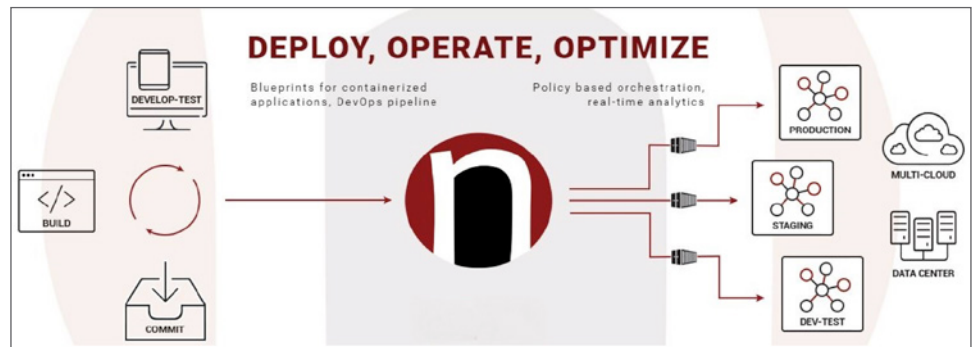 DEPLOY, OPERATE, OPTIMIZE
Blueprints for containerized
applications, DevOps pipeline
Policy based orchestration,
real-time analytics
DEVELOP-TEST
</>
BUILD
COMMIT
n
PRODUCTION
STAGING
DEV-TEST
MULTI-CLOUD
DATA CENTER